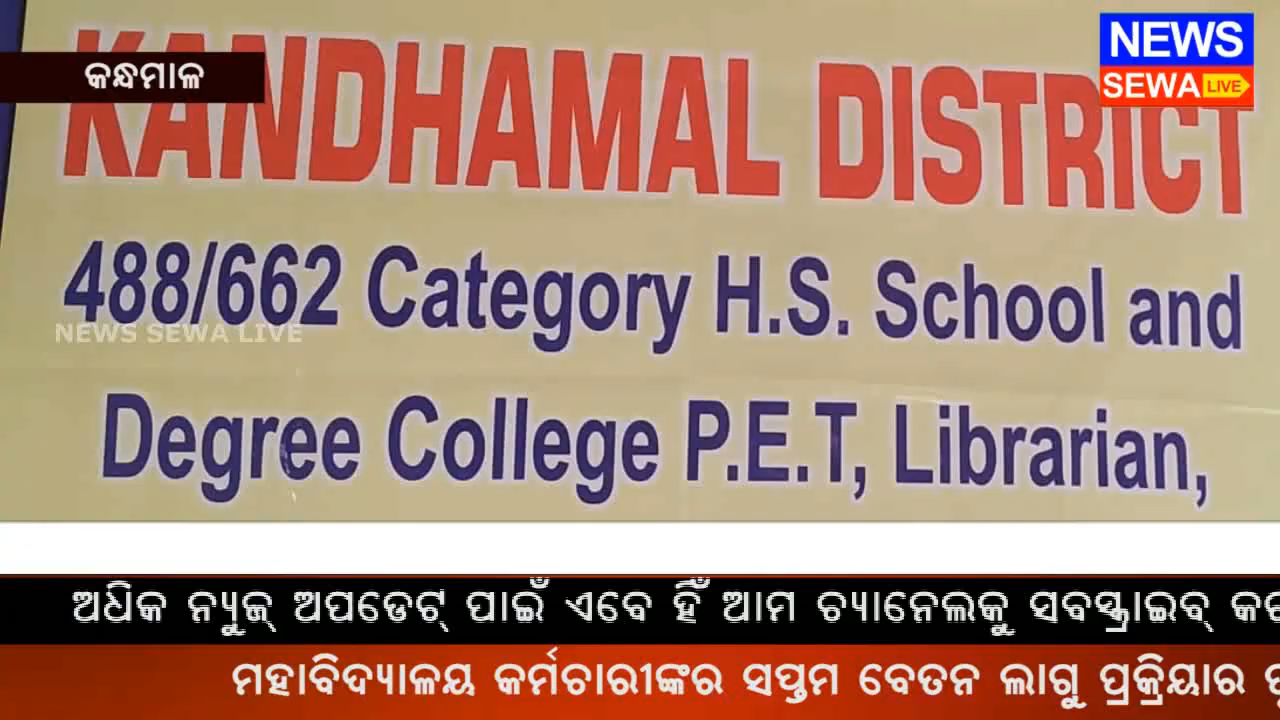 NEWS
SEWA LIVE
କନ୍ଧମାଳ
KANDHAMAL DISTRICT
488/662 Category H.S. School and
NEWS SEWA LIVE
Degree College P.E.T, Librarian,
ଅଧିକ ନ୍ୟୁଜ୍ ଅପଡେଟ୍ ପାଇଁ ଏବେ ହିଁ ଆମ ଚ୍ୟାନେଲକୁ ସବସ୍କ୍ରାଇବ୍
ମହାବିଦ୍ୟାଳୟ କର୍ମଚାରୀଙ୍କର ସପ୍ତମ ବେତନ ଲାଗୁ ପ୍ରକ୍ରିୟାର